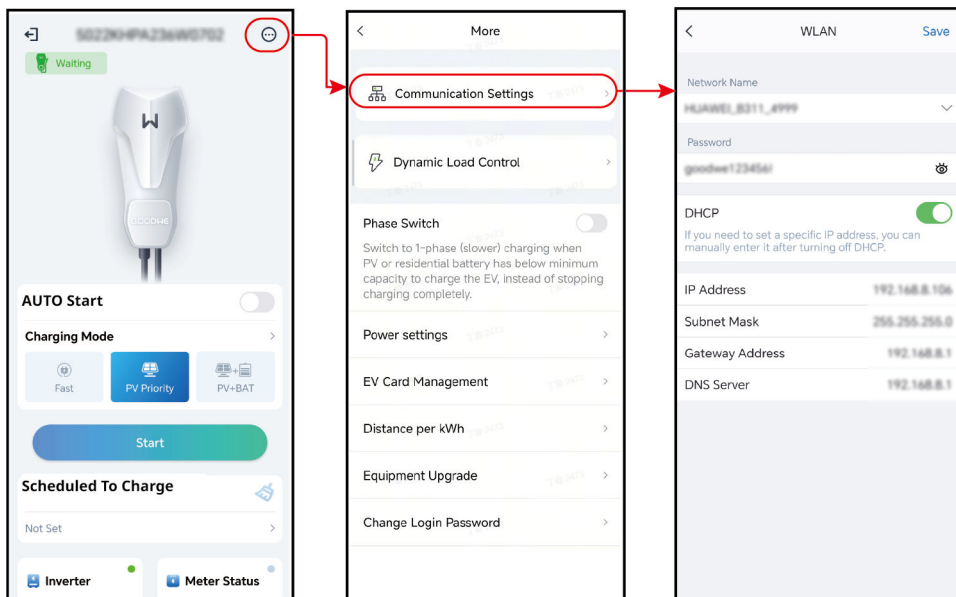 Waiting
GOODWE
AUTO Start
Charging Mode
Fast
PV Priority
PV+BAT
Start
Scheduled To Charge
Not Set
Inverter
Meter Status
More
Communication Settings
Dynamic Load Control
Phase Switch
Switch to 1-phase (slower) charging when
PV or residential battery has below minimum
capacity to charge the EV, instead of stopping
charging completely.
Power settings
EV Card Management
Distance per kWh
Equipment Upgrade
Change Login Password
WLAN
Save
Network Name
HUAWEI_B311_4999
Password
goodwe123456!
DHCP
If you need to set a specific IP address, you can
manually enter it after turning off DHCP.
IP Address
192.168.8.106
Subnet Mask
255.255.255.0
Gateway Address
192.168.8.1
DNS Server
192.168.8.1